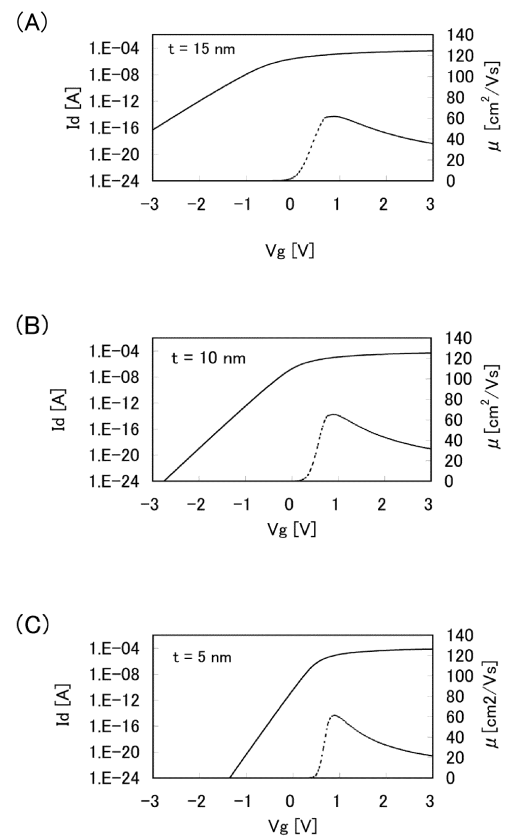 (A)
t = 15 nm
Id [A]
1.E-04
1.E-08
1.E-12
1.E-16
1.E-20
1.E-24
140
120
100
80
60
40
20
0
μ [cm²/Vs]
-3 -2 -1 0 1 2 3
Vg [V]
(B)
t = 10 nm
Id [A]
1.E-04
1.E-08
1.E-12
1.E-16
1.E-20
1.E-24
140
120
100
80
60
40
20
0
μ [cm²/Vs]
-3 -2 -1 0 1 2 3
Vg [V]
(C)
t = 5 nm
Id [A]
1.E-04
1.E-08
1.E-12
1.E-16
1.E-20
1.E-24
140
120
100
80
60
40
20
0
μ [cm2/Vs]
-3 -2 -1 0 1 2 3
Vg [V]